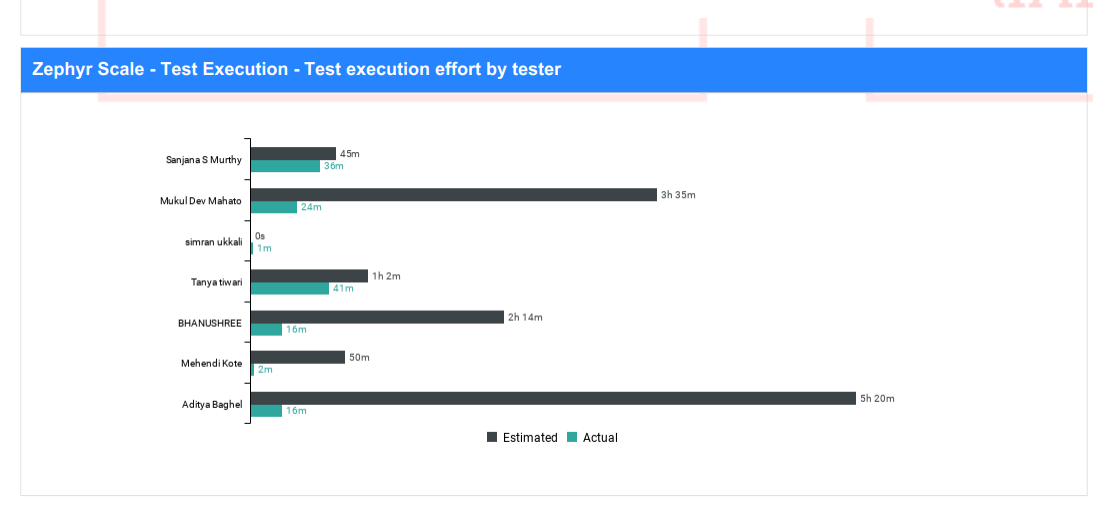 Zephyr Scale - Test Execution - Test execution effort by tester
Sanjana S Murthy
45m
36m
Mukul Dev Mahato
3h 35m
24m
simran ukkali
0s
1m
Tanya tiwari
1h 2m
41m
BHANUSHREE
2h 14m
16m
Mehendi Kote
50m
2m
Aditya Baghel
5h 20m
16m
Estimated Actual